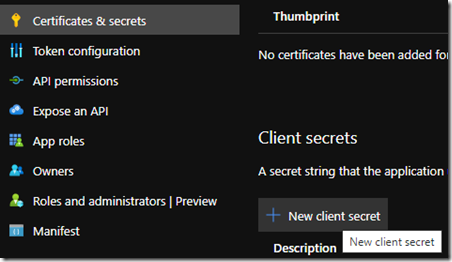 Certificates & secrets
Token configuration
API permissions
Expose an API
App roles
Owners
Roles and administrators | Preview
Manifest
Thumbprint
No certificates have been added for
Client secrets
A secret string that the application
New client secret
New client secret
Description